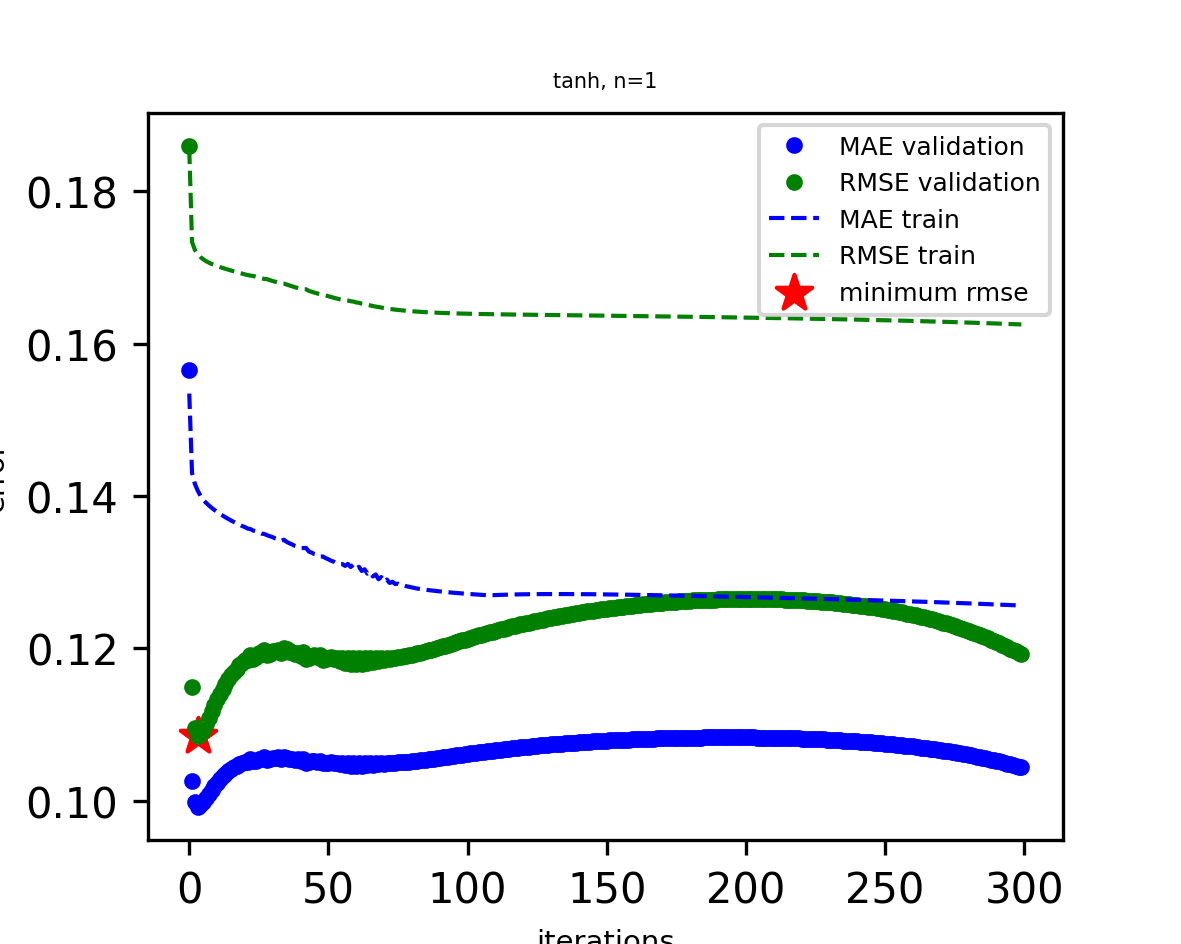 tanh, n=1
MAE validation
RMSE validation
MAE train
RMSE train
minimum rmse
0.18
0.16
0.14
0.12
0.10
0 50 100 150 200 250 300
iterations